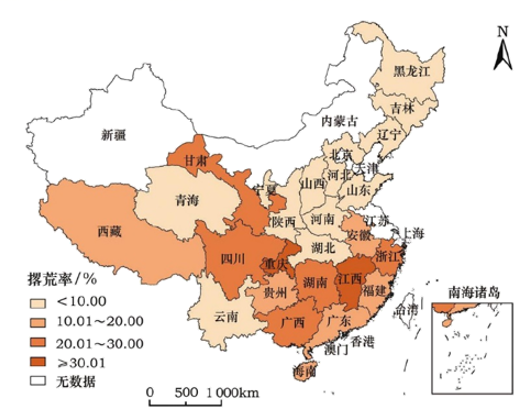 N
黑龙江
吉林
辽宁
内蒙古
新疆
甘肃
北京
天津
河北
山西
山东
宁夏
青海
陕西
河南
江苏
安徽
上海
西藏
四川
重庆
湖北
浙江
湖南
江西
贵州
福建
云南
广西
广东
台湾
香港
澳门
海南
南海诸岛
撂荒率/%
<10.00
10.01～20.00
20.01～30.00
≥30.01
无数据
0 500 1 000km